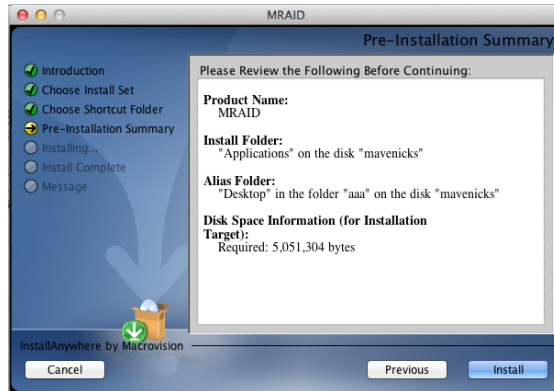 MRAID
Pre-Installation Summary
Introduction
Choose Install Set
Choose Shortcut Folder
Pre-Installation Summary
Installing...
Install Complete
Message
Please Review the Following Before Continuing:
Product Name:
MRAID
Install Folder:
"Applications" on the disk "mavenicks"
Alias Folder:
"Desktop" in the folder "aaa" on the disk "mavenicks"
Disk Space Information (for Installation
Target):
Required: 5,051,304 bytes
InstallAnywhere by Macrovision
Cancel
Previous
Install